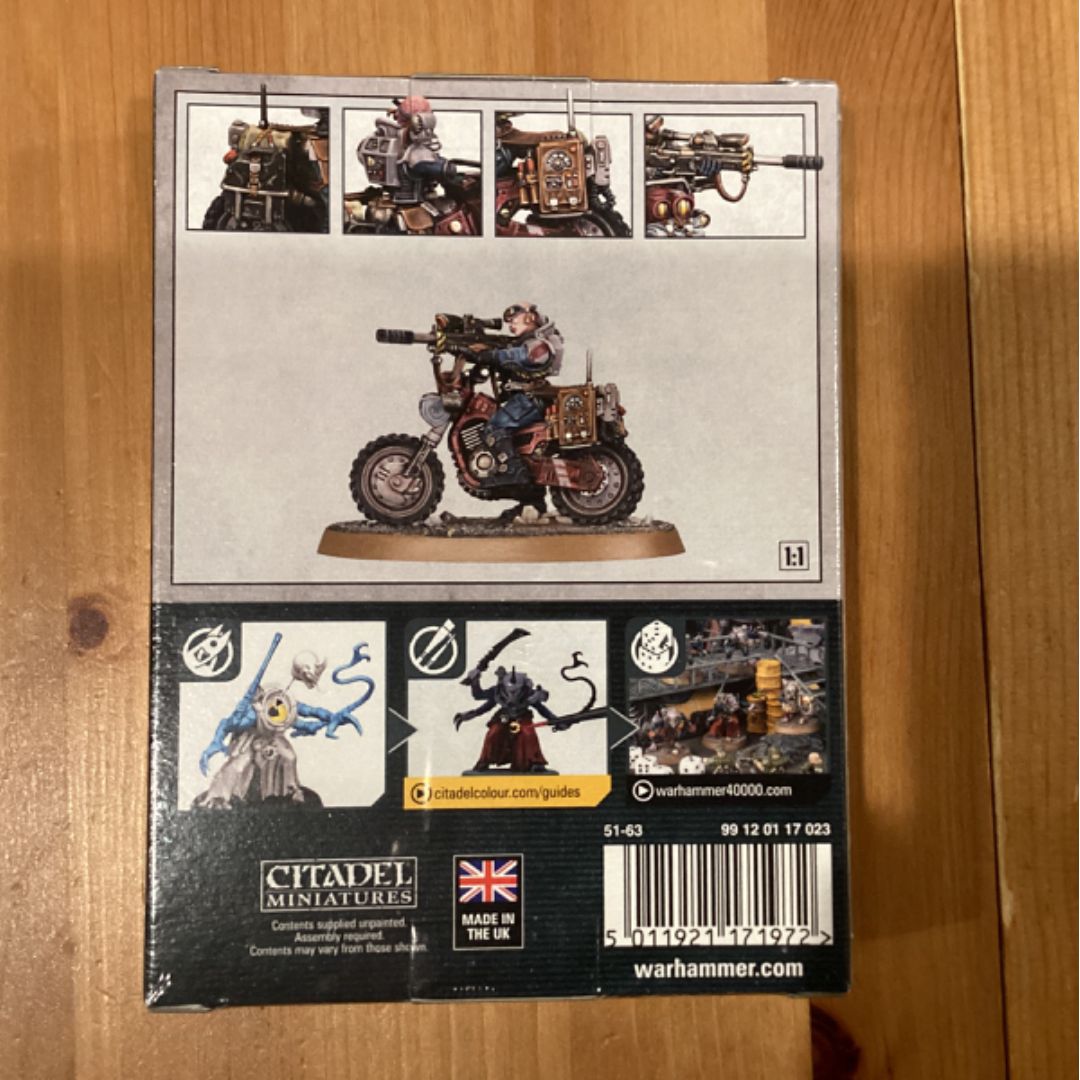 1:1
citadelcolour.com/guides
warhammer40000.com
51-63
99 12 01 17 023
CITADEL
MINIATURES
Contents supplied unpainted.
Assembly required.
Contents may vary from those shown.
MADE IN
THE UK
5 011921 171972 >
warhammer.com